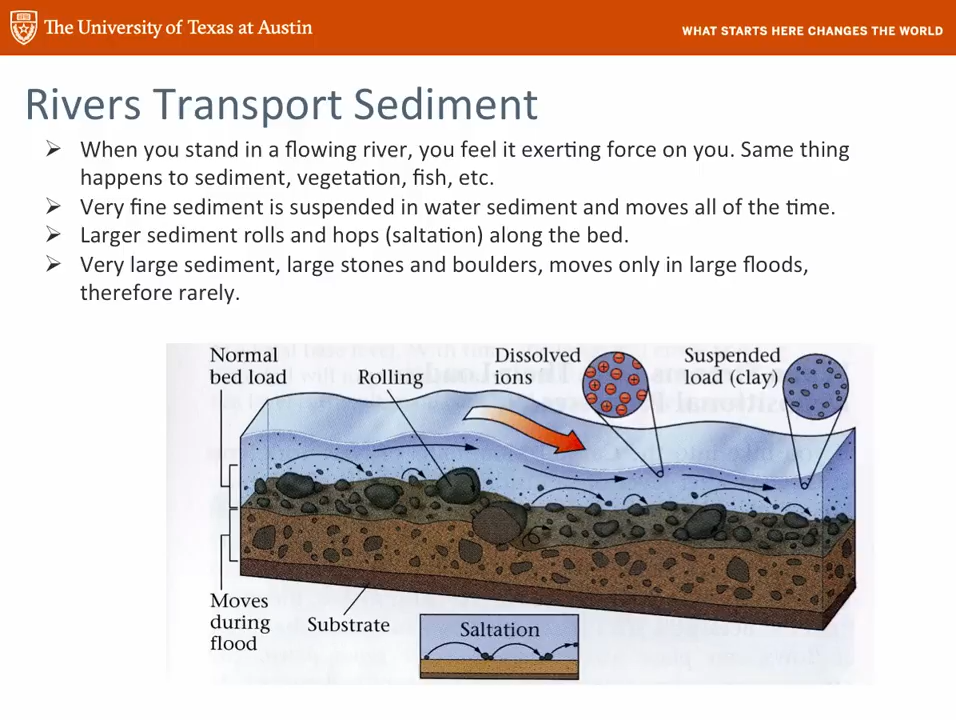 The University of Texas at Austin
WHAT STARTS HERE CHANGES THE WORLD
Rivers Transport Sediment
➢ When you stand in a flowing river, you feel it exerting force on you. Same thing
happens to sediment, vegetation, fish, etc.
➢ Very fine sediment is suspended in water sediment and moves all of the time.
➢ Larger sediment rolls and hops (saltation) along the bed.
➢ Very large sediment, large stones and boulders, moves only in large floods,
therefore rarely.
Normal
bed load
Rolling
Dissolved
ions
Suspended
load (clay)
Moves
during
flood
Substrate
Saltation